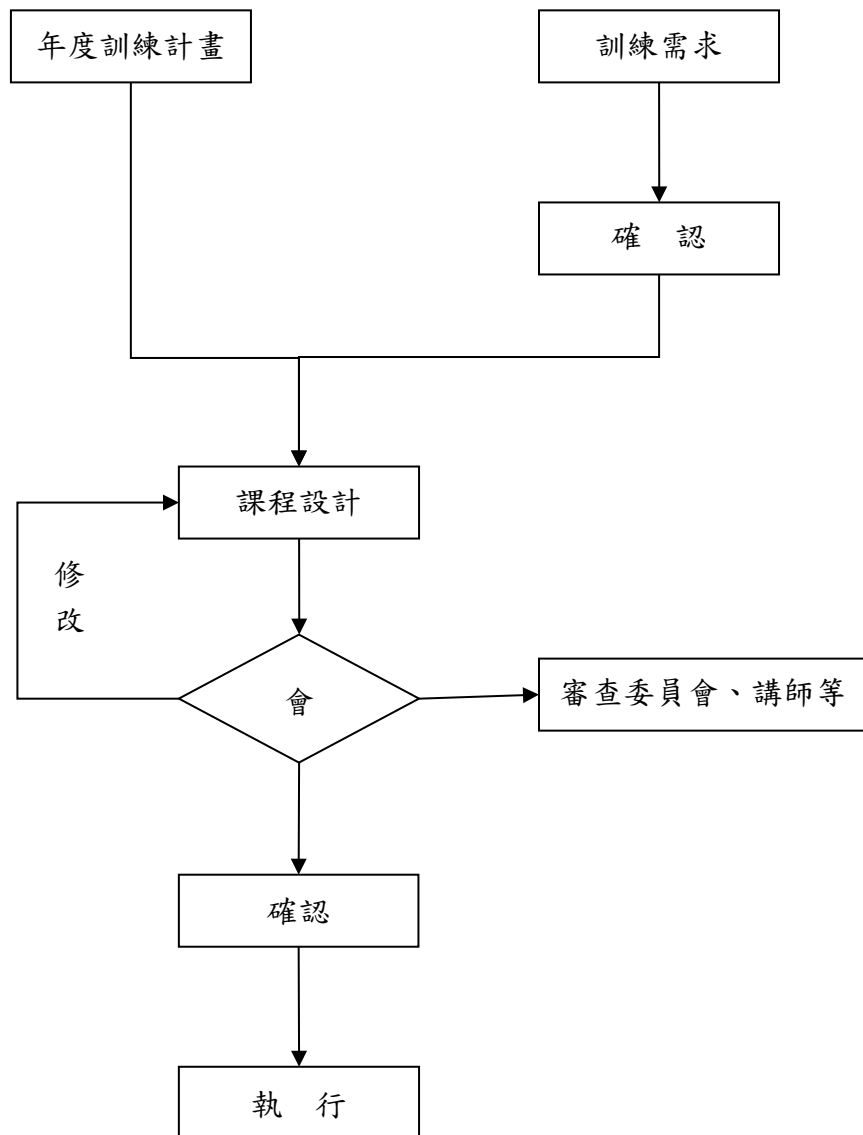 年度訓練計畫
訓練需求
確 認
課程設計
修
改
會
審查委員會、講師等
確認
執 行